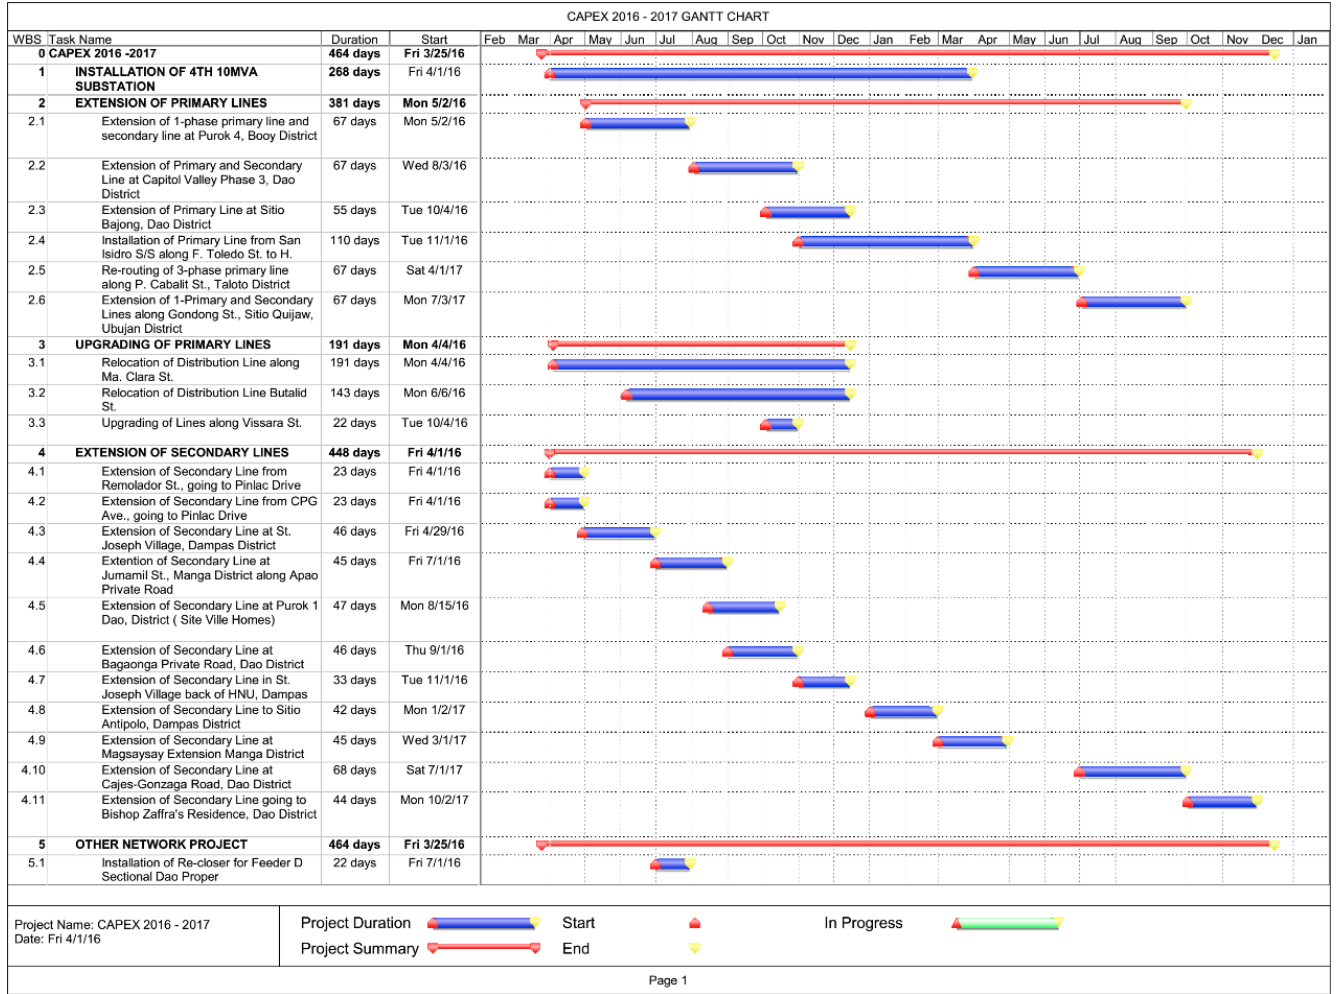 CAPEX 2016 - 2017 GANTT CHART
WBS Task Name Duration Start Feb Mar Apr May Jun Jul Aug Sep Oct Nov Dec Jan Feb Mar Apr May Jun Jul Aug Sep Oct Nov Dec Jan
0 CAPEX 2016 -2017 464 days Fri 3/25/16
1 INSTALLATION OF 4TH 10MVA 268 days Fri 4/1/16
SUBSTATION
2 EXTENSION OF PRIMARY LINES 381 days Mon 5/2/16
2.1 Extension of 1-phase primary line and 67 days Mon 5/2/16
secondary line at Purok 4, Booy District
2.2 Extension of Primary and Secondary 67 days Wed 8/3/16
Line at Capitol Valley Phase 3, Dao
District
2.3 Extension of Primary Line at Sitio 55 days Tue 10/4/16
Bajong, Dao District
2.4 Installation of Primary Line from San 110 days Tue 11/1/16
Isidro S/S along F. Toledo St. to H.
2.5 Re-routing of 3-phase primary line 67 days Sat 4/1/17
along P. Cabalit St., Taloto District
2.6 Extension of 1-Primary and Secondary 67 days Mon 7/3/17
Lines along Gondong St., Sitio Quijaw,
Ubujan District
3 UPGRADING OF PRIMARY LINES 191 days Mon 4/4/16
3.1 Relocation of Distribution Line along 191 days Mon 4/4/16
Ma. Clara St.
3.2 Relocation of Distribution Line Butalid 143 days Mon 6/6/16
St.
3.3 Upgrading of Lines along Vissara St. 22 days Tue 10/4/16
4 EXTENSION OF SECONDARY LINES 448 days Fri 4/1/16
4.1 Extension of Secondary Line from 23 days Fri 4/1/16
Remolador St., going to Pinlac Drive
4.2 Extension of Secondary Line from CPG 23 days Fri 4/1/16
Ave., going to Pinlac Drive
4.3 Extension of Secondary Line at St. 46 days Fri 4/29/16
Joseph Village, Dampas District
4.4 Extention of Secondary Line at 45 days Fri 7/1/16
Jumamil St., Manga District along Apao
Private Road
4.5 Extension of Secondary Line at Purok 1 47 days Mon 8/15/16
Dao, District ( Site Ville Homes)
4.6 Extension of Secondary Line at 46 days Thu 9/1/16
Bagaonga Private Road, Dao District
4.7 Extension of Secondary Line in St. 33 days Tue 11/1/16
Joseph Village back of HNU, Dampas
4.8 Extension of Secondary Line to Sitio 42 days Mon 1/2/17
Antipolo, Dampas District
4.9 Extension of Secondary Line at 45 days Wed 3/1/17
Magsaysay Extension Manga District
4.10 Extension of Secondary Line at 68 days Sat 7/1/17
Cajes-Gonzaga Road, Dao District
4.11 Extension of Secondary Line going to 44 days Mon 10/2/17
Bishop Zaffra's Residence, Dao District
5 OTHER NETWORK PROJECT 464 days Fri 3/25/16
5.1 Installation of Re-closer for Feeder D 22 days Fri 7/1/16
Sectional Dao Proper
Project Name: CAPEX 2016 - 2017
Date: Fri 4/1/16
Project Duration Start In Progress
Project Summary End
Page 1